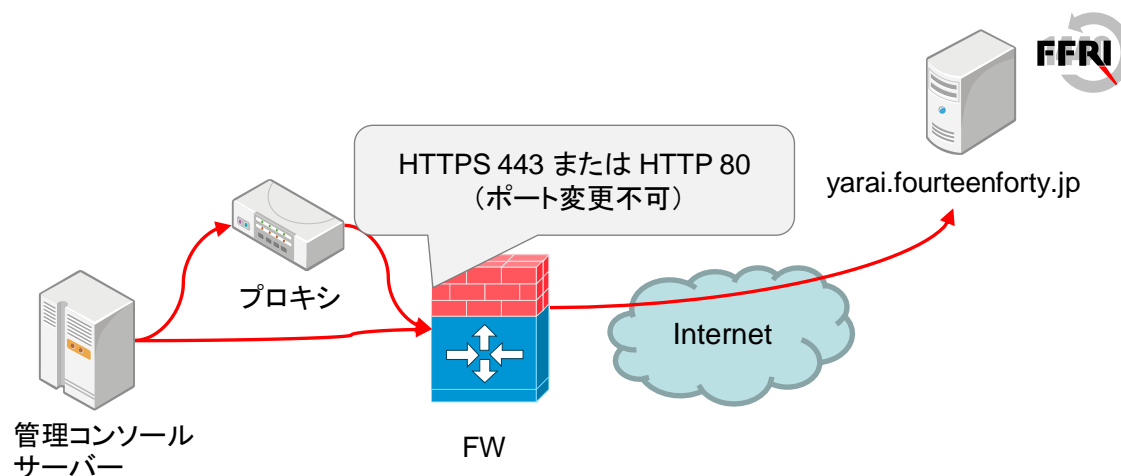 FFRI
HTTPS 443 または HTTP 80
（ポート変更不可）
yarai.fourteenforty.jp
プロキシ
Internet
管理コンソール
サーバー
FW